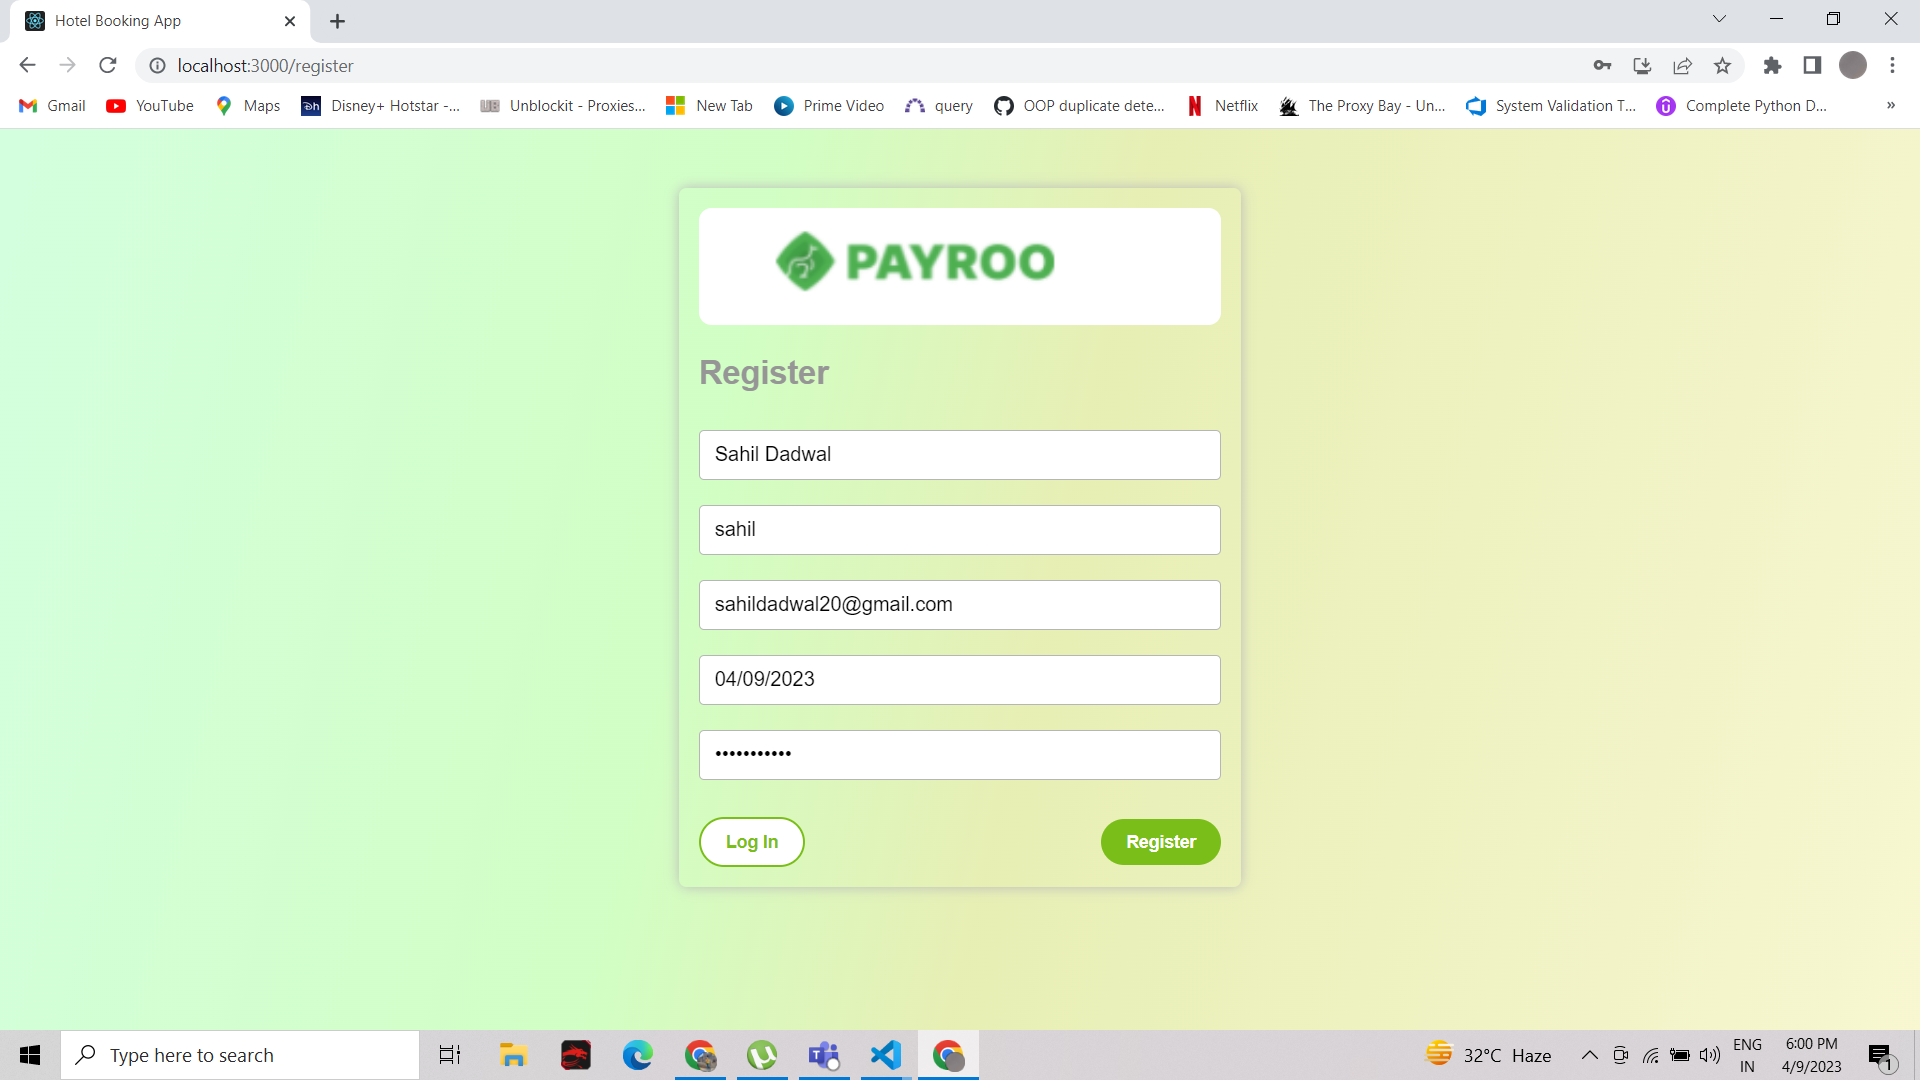 Hotel Booking App
localhost:3000/register
Gmail YouTube Maps Disney+ Hotstar -... Unblockit - Proxies... New Tab Prime Video query OOP duplicate dete... Netflix The Proxy Bay - Un... System Validation T... Complete Python D... »
PAYROO
Register
Sahil Dadwal
sahil
sahildadwal20@gmail.com
04/09/2023
•••••••••••
Log In Register
Type here to search
32°C Haze
ENG
IN
6:00 PM
4/9/2023
1